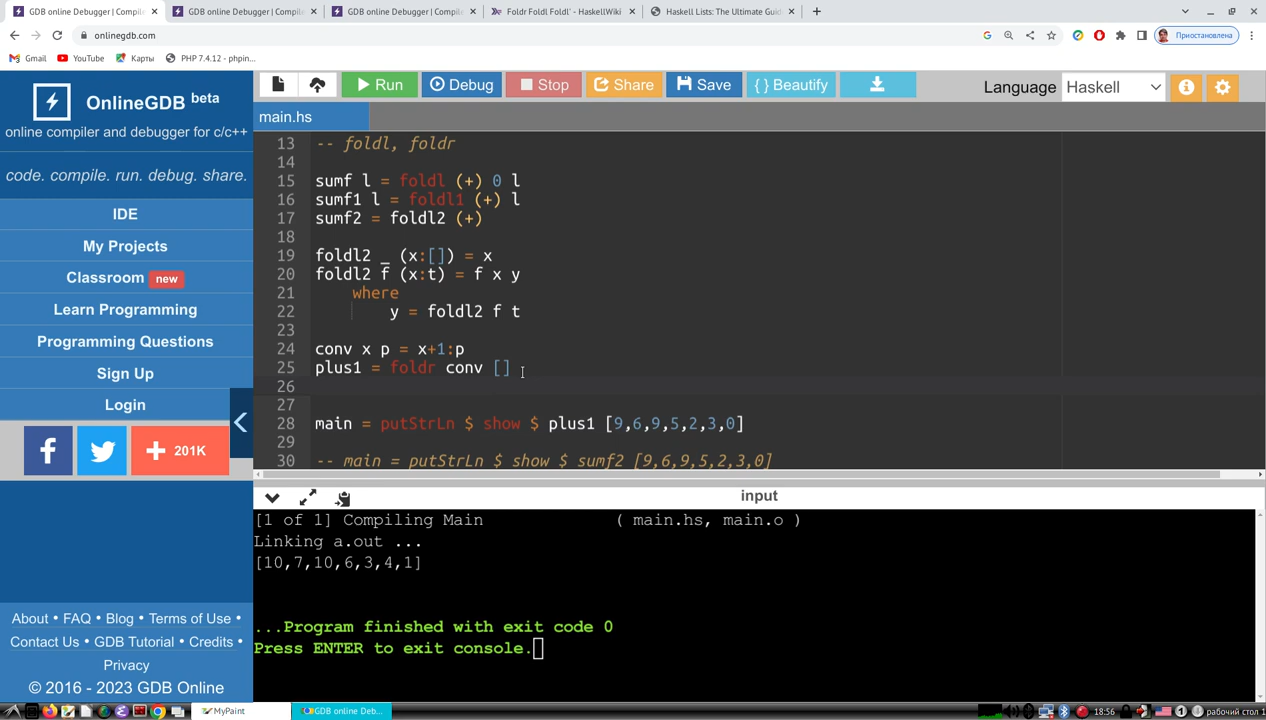 GDB online Debugger | Compile
GDB online Debugger | Compile
GDB online Debugger | Compile
Foldr Foldl Foldl' - HaskellWiki
Haskell Lists: The Ultimate Gui
onlinegdb.com
Приостановлена
Gmail
YouTube
Карты
PHP 7.4.12 - phpin...
OnlineGDB beta
online compiler and debugger for c/c++
code. compile. run. debug. share.
IDE
My Projects
Classroom new
Learn Programming
Programming Questions
Sign Up
Login
201K
About • FAQ • Blog • Terms of Use •
Contact Us • GDB Tutorial • Credits •
Privacy
© 2016 - 2023 GDB Online
Run
Debug
Stop
Share
Save
{ } Beautify
Language Haskell
main.hs
13 -- foldl, foldr
14
15 sumf l = foldl (+) 0 l
16 sumf1 l = foldl1 (+) l
17 sumf2 = foldl2 (+)
18
19 foldl2 _ (x:[]) = x
20 foldl2 f (x:t) = f x y
21     where
22         y = foldl2 f t
23
24 conv x p = x+1:p
25 plus1 = foldr conv []
26
27
28 main = putStrLn $ show $ plus1 [9,6,9,5,2,3,0]
29
30 -- main = putStrLn $ show $ sumf2 [9,6,9,5,2,3,0]
input
[1 of 1] Compiling Main             ( main.hs, main.o )
Linking a.out ...
[10,7,10,6,3,4,1]
...Program finished with exit code 0
Press ENTER to exit console.
MyPaint
GDB online Deb...
18:56
рабочий стол 1